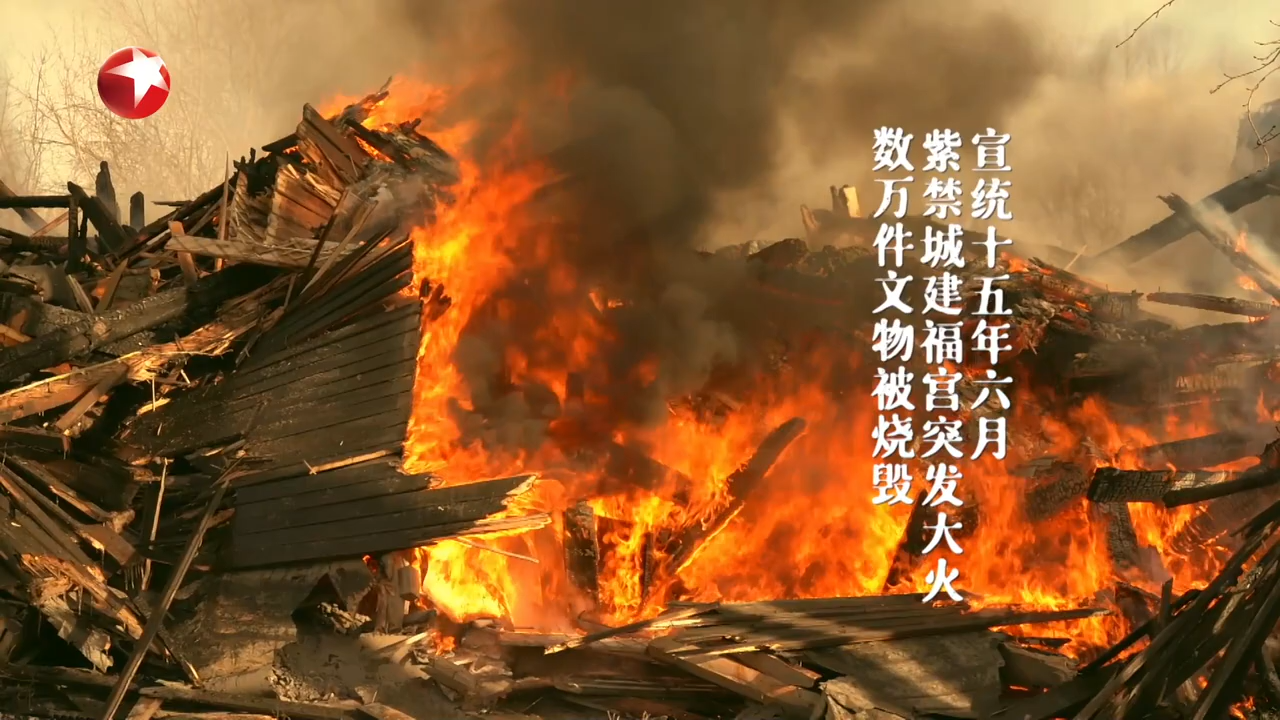 宣统十五年六月
紫禁城建福宫突发大火
数万件文物被烧毁